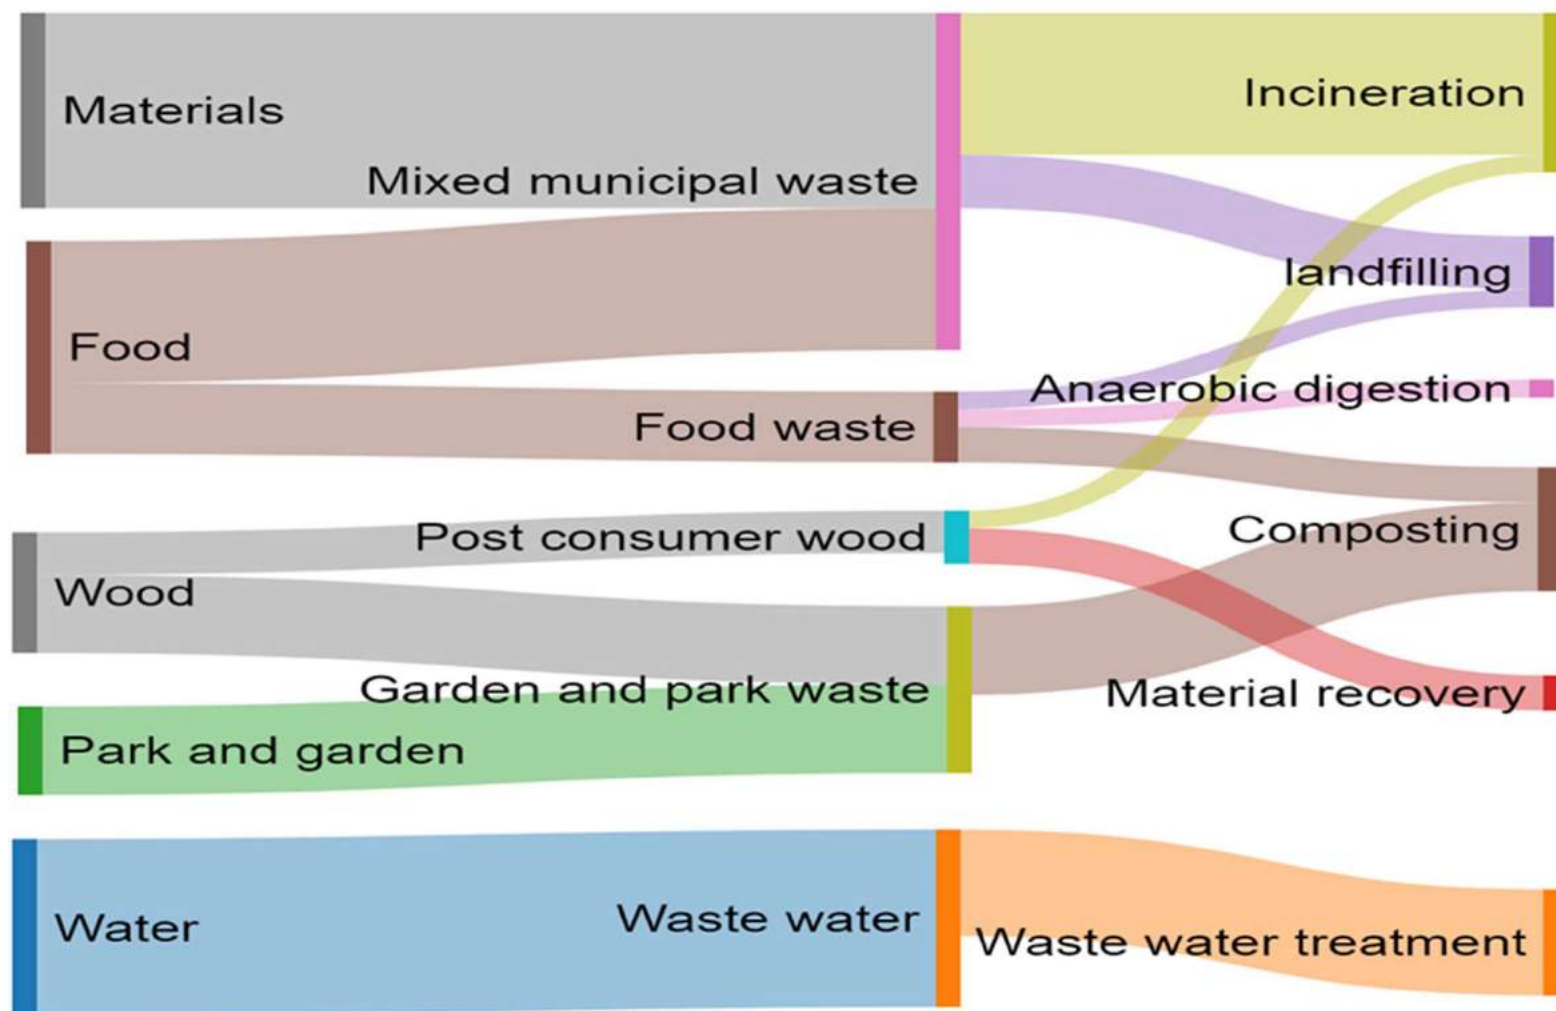 Materials
Mixed municipal waste
Incineration
Food
landfilling
Food waste
Anaerobic digestion
Wood
Post consumer wood
Composting
Garden and park waste
Material recovery
Park and garden
Water
Waste water
Waste water treatment